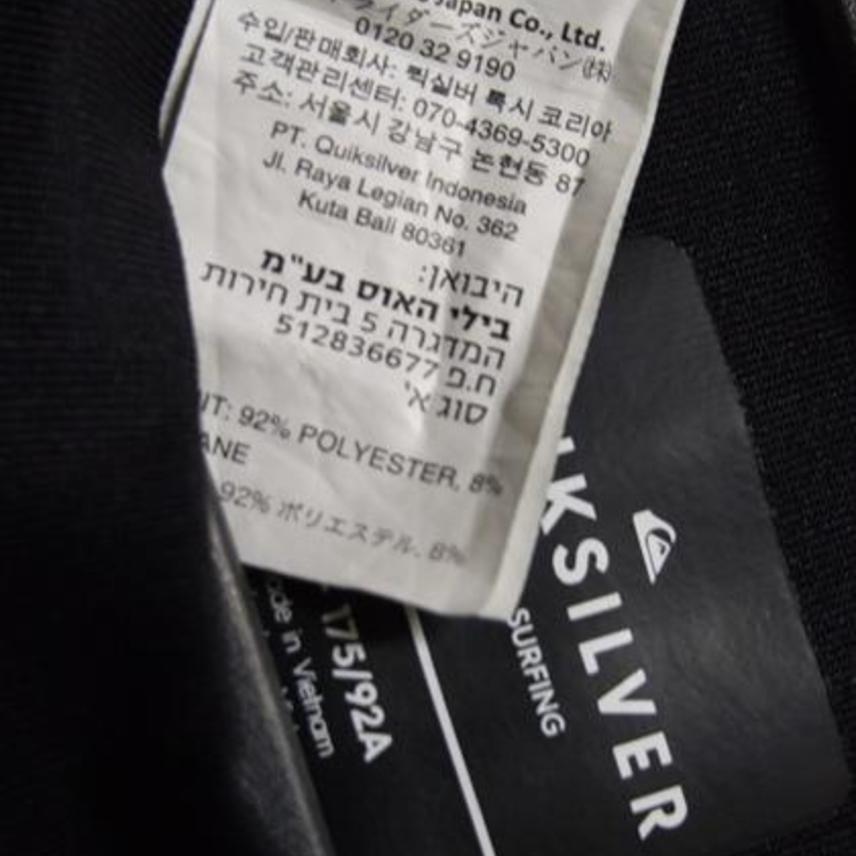 Japan Co., Ltd.
ライダーズジャパン㈱
0120 32 9190
수입/판매회사: 퀵실버 록시 코리아
고객관리센터: 070-4369-5300
주소: 서울시 강남구 논현동 87
PT. Quiksilver Indonesia
Jl. Raya Legian No. 362
Kuta Bali 80361
היבואן:
בילי האוס בע"מ
המדגרה 5 בית חירות
ח.פ 512836677
סוג א'
92% POLYESTER, 8%
92% ポリエステル, 8%
KSILVER
SURFING
175/92A
in Vietnam